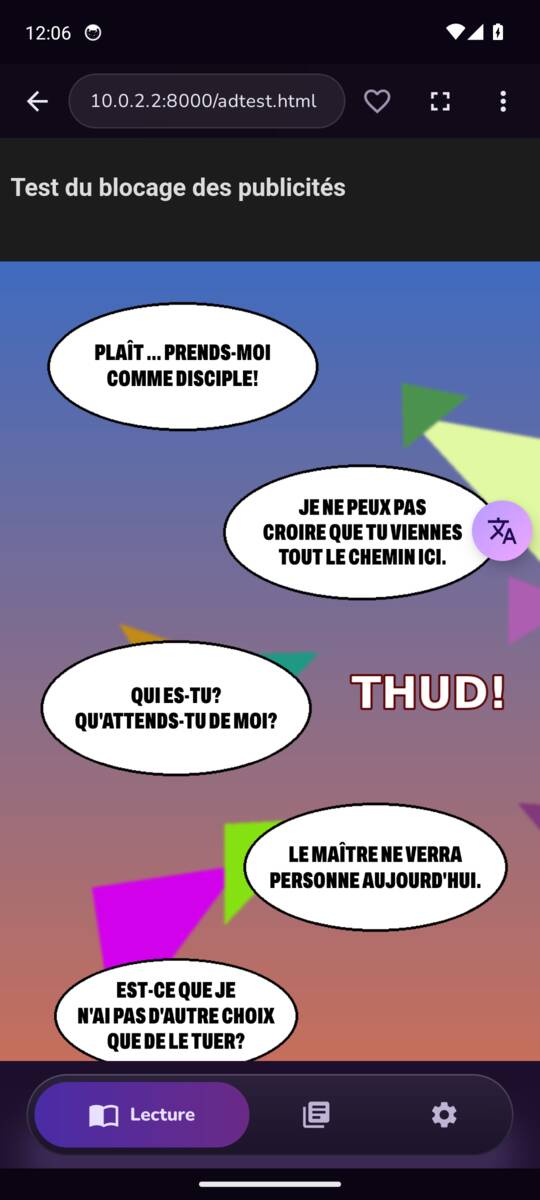 12:06
10.0.2.2:8000/adtest.html
Test du blocage des publicités
PLAÎT ... PRENDS-MOI
COMME DISCIPLE!
JE NE PEUX PAS
CROIRE QUE TU VIENNES
TOUT LE CHEMIN ICI.
QUI ES-TU?
QU'ATTENDS-TU DE MOI?
THUD!
LE MAÎTRE NE VERRA
PERSONNE AUJOURD'HUI.
EST-CE QUE JE
N'AI PAS D'AUTRE CHOIX
QUE DE LE TUER?
Lecture